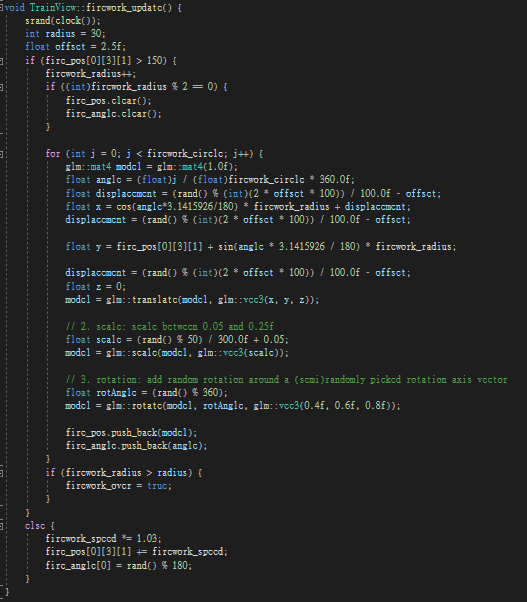 void TrainView::firework_update() {
    srand(clock());
    int radius = 30;
    float offset = 2.5f;
    if (fire_pos[0][3][1] > 150) {
        firework_radius++;
        if ((int)firework_radius % 2 == 0) {
            fire_pos.clear();
            fire_angle.clear();
        }

        for (int j = 0; j < firework_circle; j++) {
            glm::mat4 model = glm::mat4(1.0f);
            float angle = (float)j / (float)firework_circle * 360.0f;
            float displacement = (rand() % (int)(2 * offset * 100)) / 100.0f - offset;
            float x = cos(angle*3.1415926/180) * firework_radius + displacement;
            displacement = (rand() % (int)(2 * offset * 100)) / 100.0f - offset;

            float y = fire_pos[0][3][1] + sin(angle * 3.1415926 / 180) * firework_radius;

            displacement = (rand() % (int)(2 * offset * 100)) / 100.0f - offset;
            float z = 0;
            model = glm::translate(model, glm::vec3(x, y, z));

            // 2. scale: scale between 0.05 and 0.25f
            float scale = (rand() % 50) / 300.0f + 0.05;
            model = glm::scale(model, glm::vec3(scale));

            // 3. rotation: add random rotation around a (semi)randomly picked rotation axis vector
            float rotAngle = (rand() % 360);
            model = glm::rotate(model, rotAngle, glm::vec3(0.4f, 0.6f, 0.8f));

            fire_pos.push_back(model);
            fire_angle.push_back(angle);
        }
        if (firework_radius > radius) {
            firework_over = true;
        }
    }
    else {
        firework_speed *= 1.03;
        fire_pos[0][3][1] += firework_speed;
        fire_angle[0] = rand() % 180;
    }
}